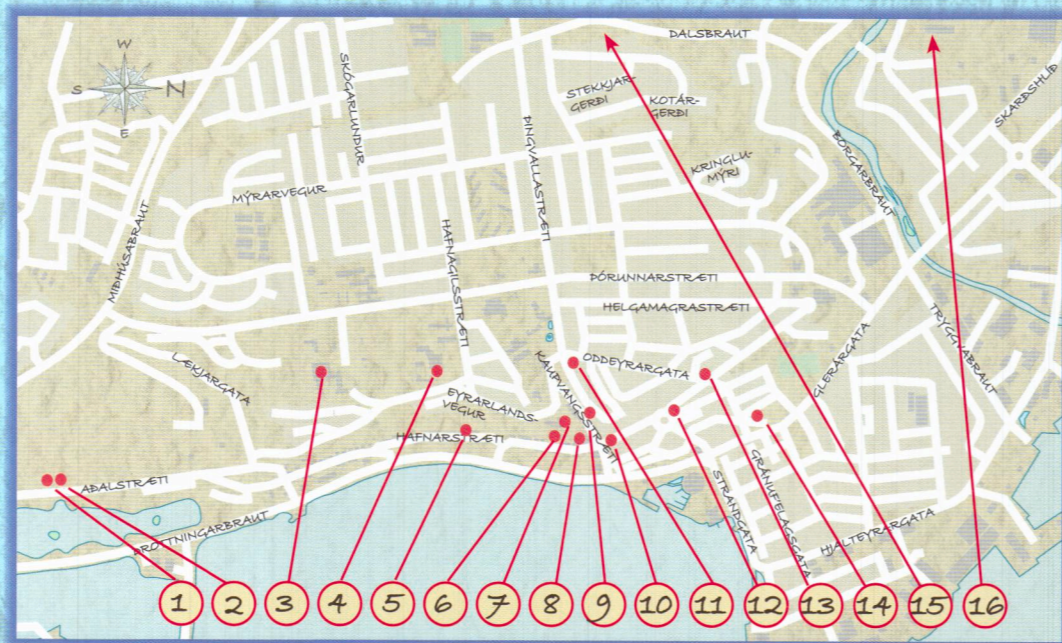 W
S
N
E
DALSBRAUT
SKÓGARLUNDUR
STEKKJAR-
GERÐI
KOTÁR-
GERÐI
SKARÐSHLÍÐ
ÞINGVALLASTRÆTI
BORGARBRAUT
KRINGLU-
MÝRI
MÝRARVEGUR
MIÐHÚSABRAUT
HAFNAGILSSTRÆTI
ÞÓRUNNARSTRÆTI
HELGAMAGRASTRÆTI
TRYGGVABRAUT
GLERÁRGATA
LÆKJARGATA
KAUPVANGSSTRÆTI
ODDEYRARGATA
EYRARLANDS-
VEGUR
HAFNARSTRÆTI
AÐALSTRÆTI
STRANDGATA
GRÁNUFELAGSGATA
HJALTEYRARGATA
DROTTNINGARBRAUT
1 2 3 4 5 6 7 8 9 10 11 12 13 14 15 16